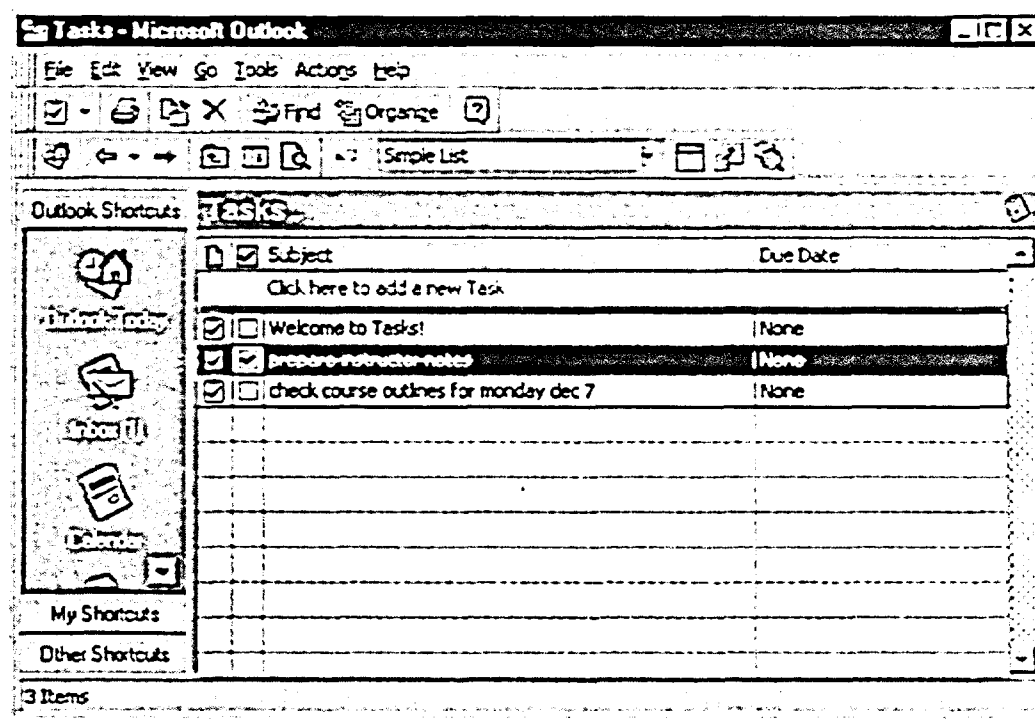 Tasks - Microsoft Outlook
File Edit View Go Tools Actions Help
Find Organize
Simple List
Outlook Shortcuts
Tasks
Subject Due Date
Click here to add a new Task
Outlook Today
Welcome to Tasks! None
prepare instructor notes None
check course outlines for monday dec 7 None
Inbox
Calendar
My Shortcuts
Other Shortcuts
3 Items